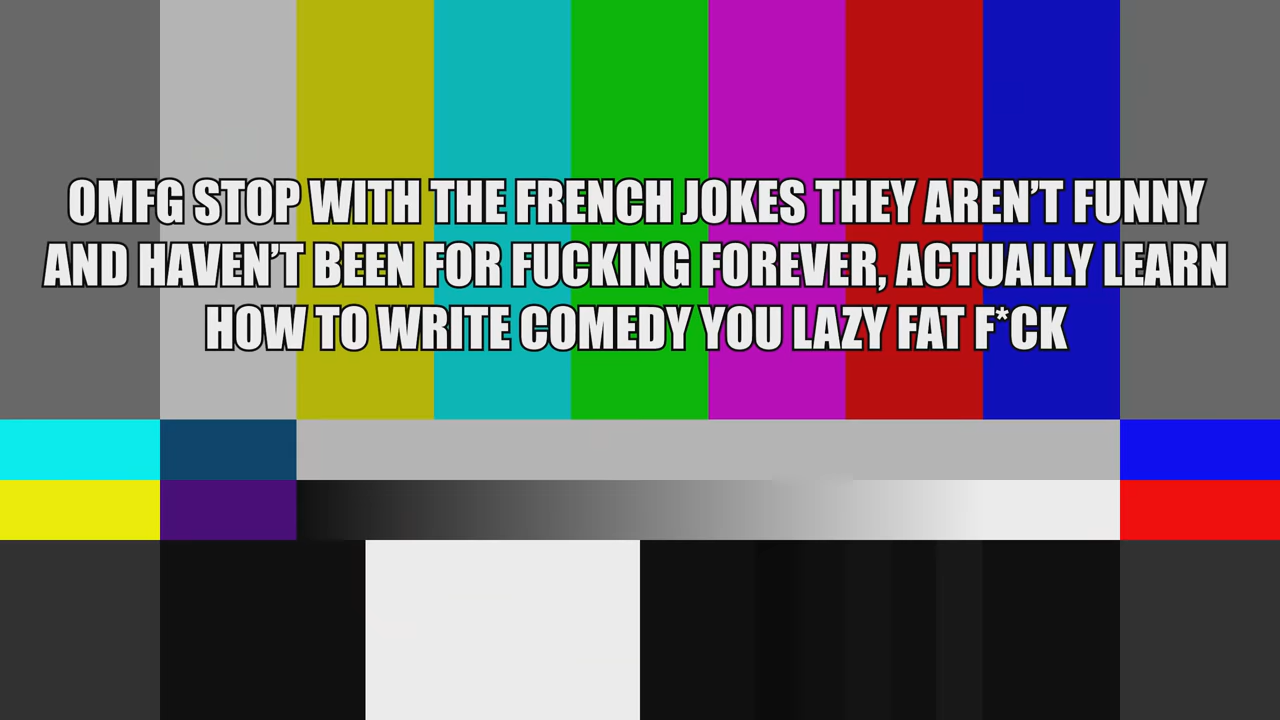 OMFG STOP WITH THE FRENCH JOKES THEY AREN’T FUNNY
AND HAVEN’T BEEN FOR FUCKING FOREVER, ACTUALLY LEARN
HOW TO WRITE COMEDY YOU LAZY FAT F*CK